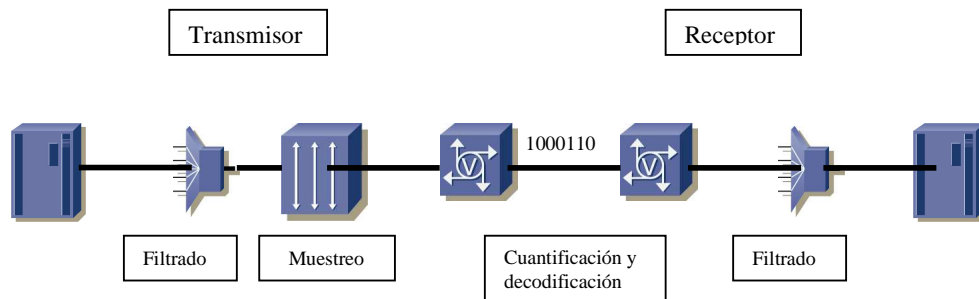 Transmisor
Receptor
1000110
Filtrado
Muestreo
Cuantificación y
decodificación
Filtrado
V
V